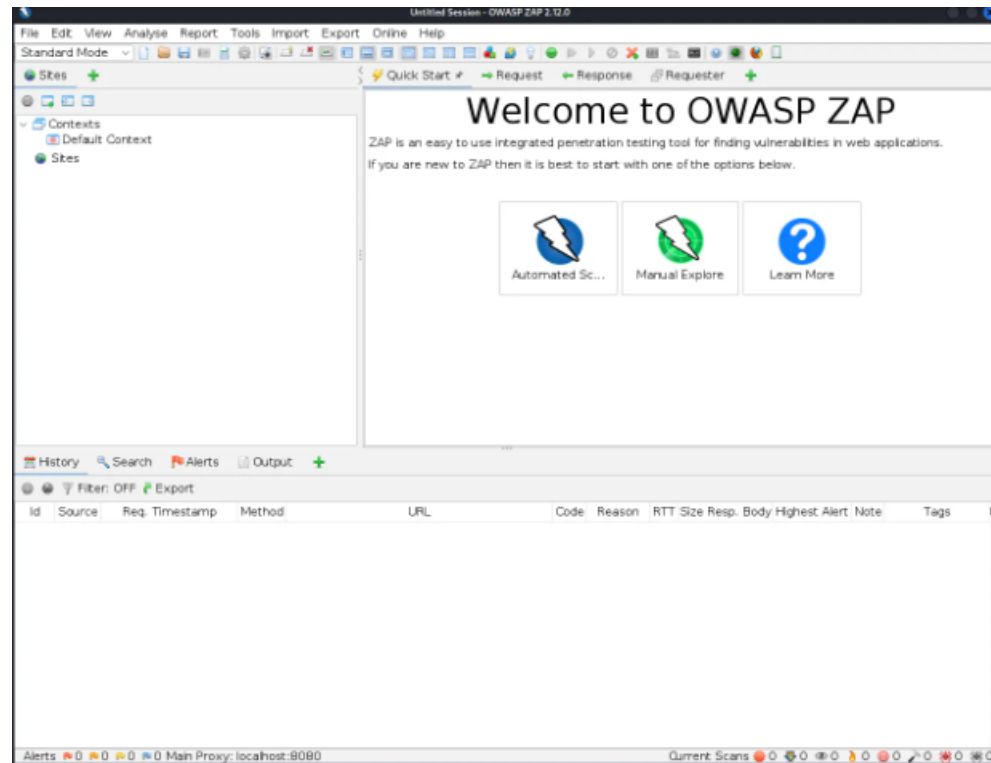 Untitled Session - OWASP ZAP 2.12.0
File Edit View Analyse Report Tools Import Export Online Help
Standard Mode
Sites
Quick Start Request Response Requester
Contexts
Default Context
Sites
Welcome to OWASP ZAP
ZAP is an easy to use integrated penetration testing tool for finding vulnerabilities in web applications.
If you are new to ZAP then it is best to start with one of the options below.
Automated Sc... Manual Explore Learn More
History Search Alerts Output
Filter: OFF Export
Id Source Req. Timestamp Method URL Code Reason RTT Size Resp. Body Highest Alert Note Tags
Alerts 0 0 0 0 Main Proxy: localhost:8080 Current Scans 0 0 0 0 0 0 0 0